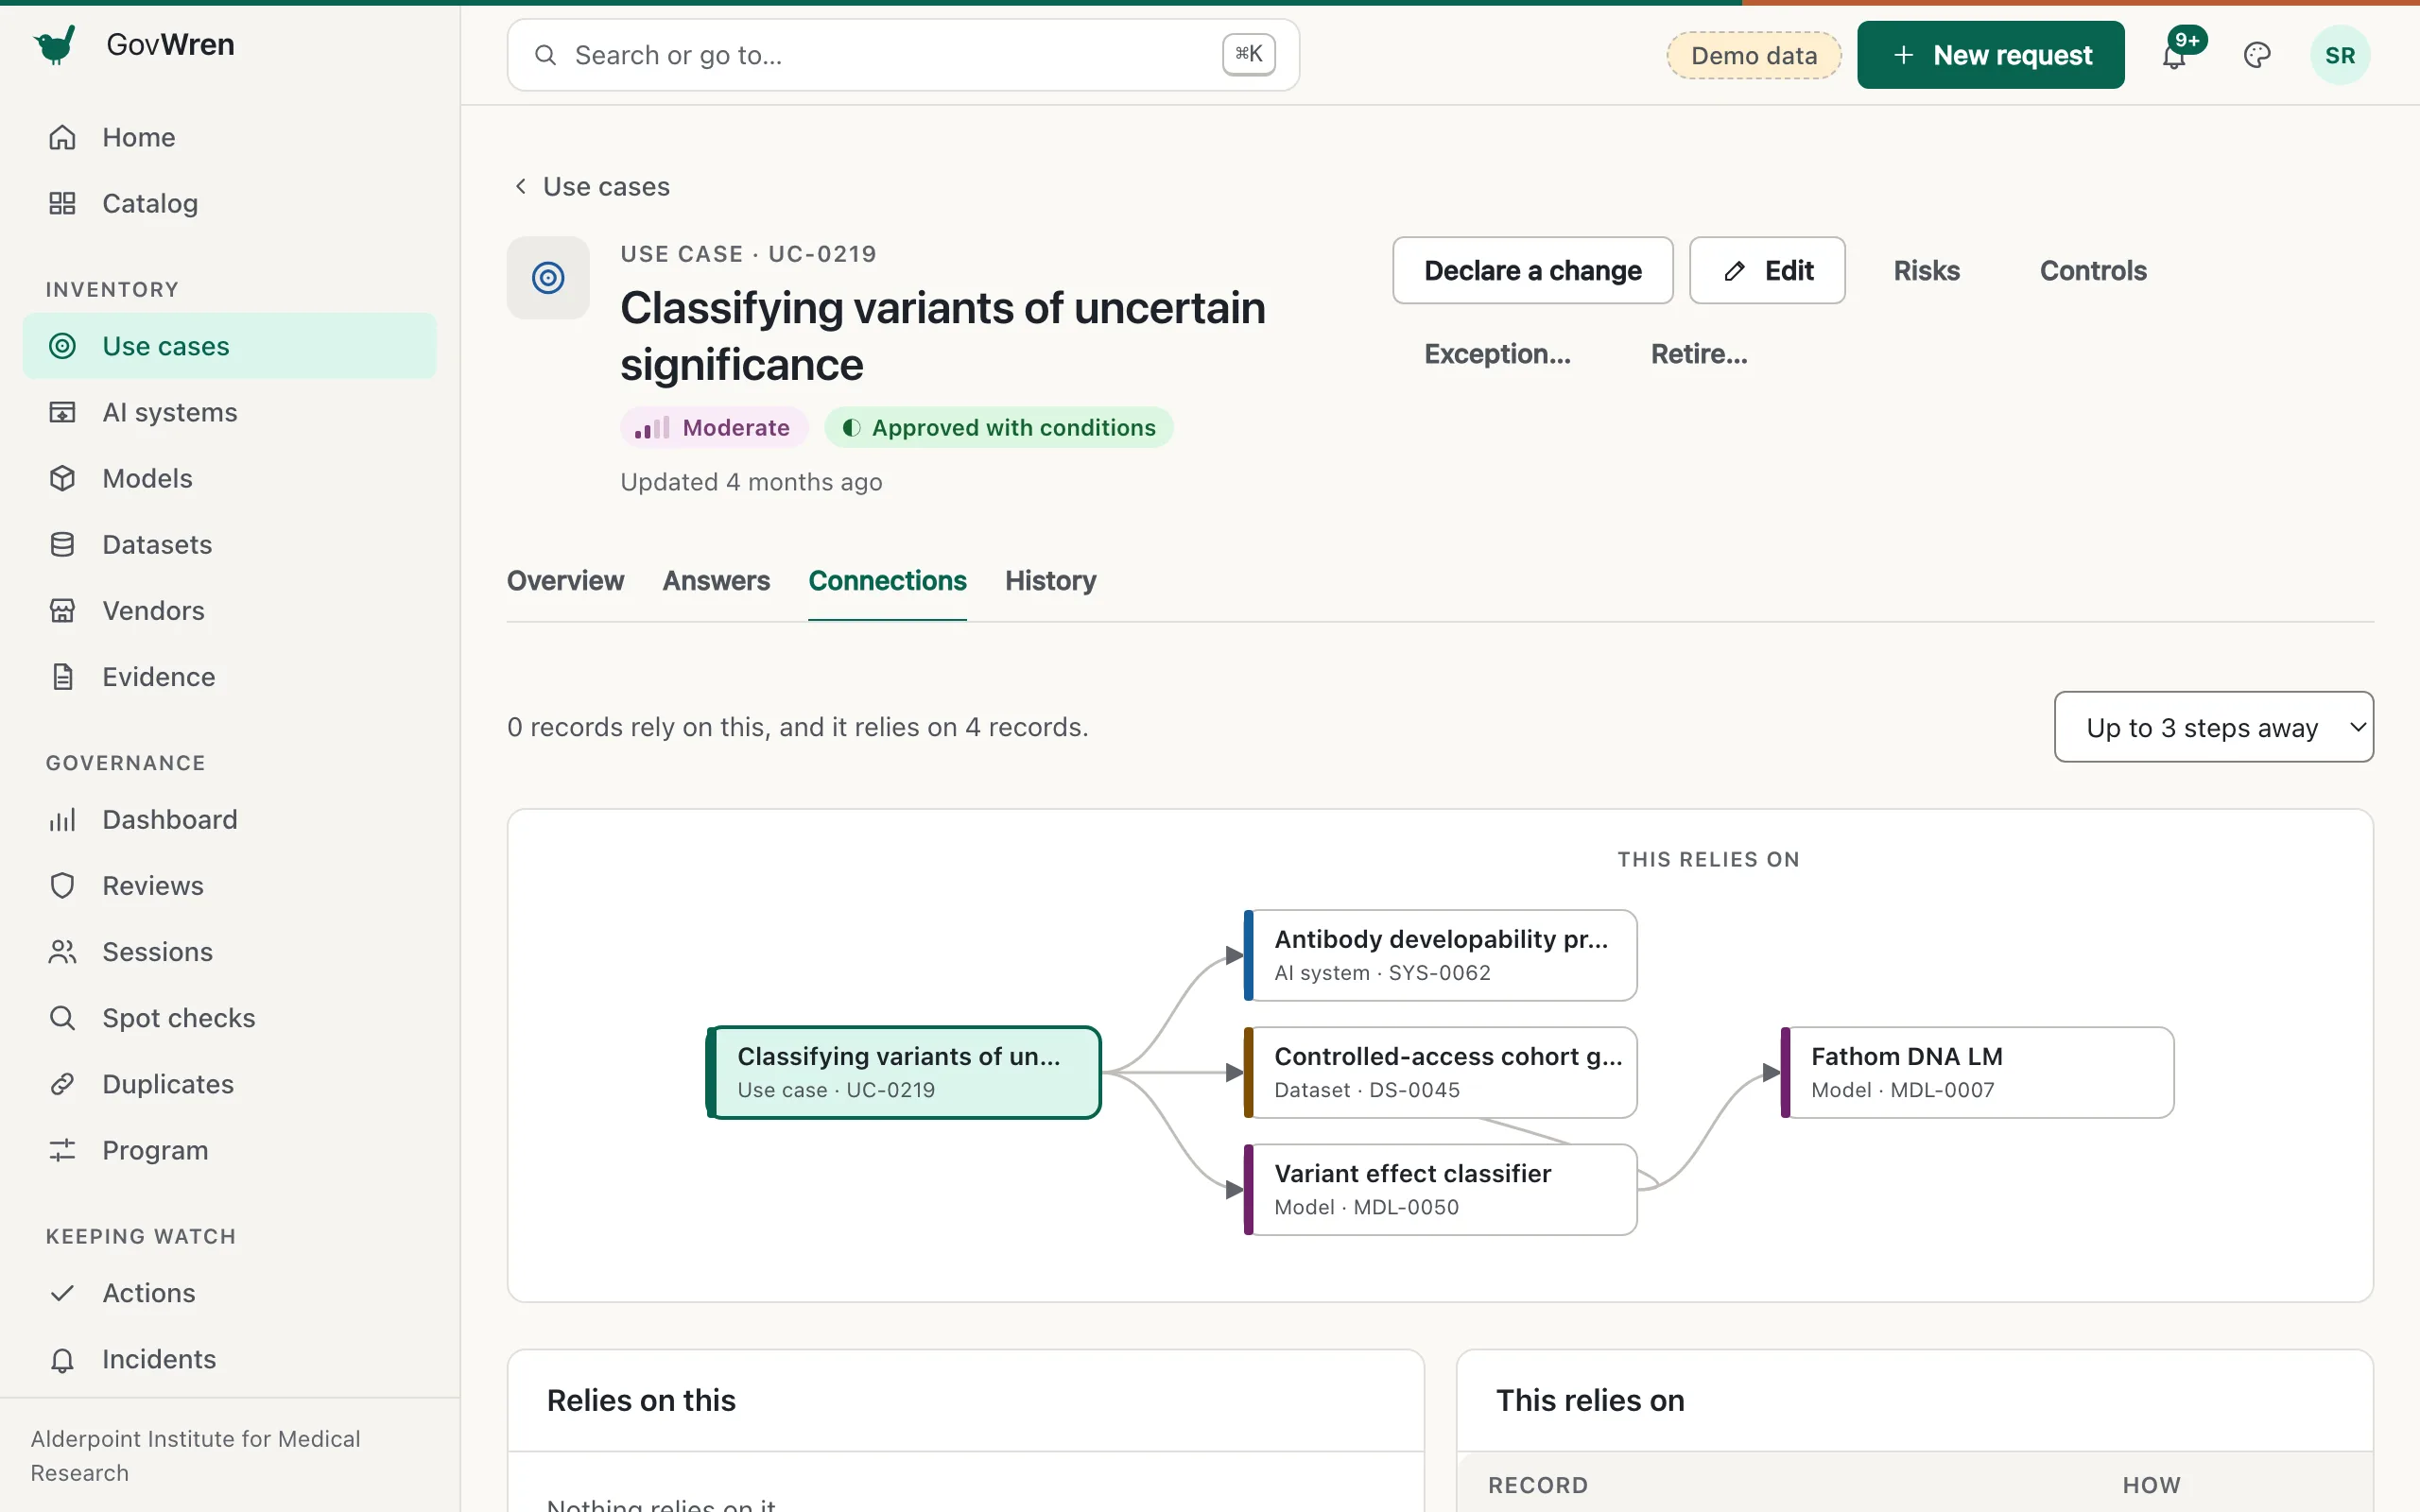 GovWren
Search or go to...
⌘K
Demo data
New request
9+
SR
Home
Catalog
INVENTORY
Use cases
AI systems
Models
Datasets
Vendors
Evidence
GOVERNANCE
Dashboard
Reviews
Sessions
Spot checks
Duplicates
Program
KEEPING WATCH
Actions
Incidents
Alderpoint Institute for Medical
Research
Use cases
USE CASE · UC-0219
Classifying variants of uncertain
significance
Moderate
Approved with conditions
Updated 4 months ago
Declare a change
Edit
Risks
Controls
Exception...
Retire...
Overview
Answers
Connections
History
0 records rely on this, and it relies on 4 records.
Up to 3 steps away
THIS RELIES ON
Classifying variants of un...
Use case · UC-0219
Antibody developability pr...
AI system · SYS-0062
Controlled-access cohort g...
Dataset · DS-0045
Variant effect classifier
Model · MDL-0050
Fathom DNA LM
Model · MDL-0007
Relies on this
Nothing relies on it
This relies on
RECORD
HOW